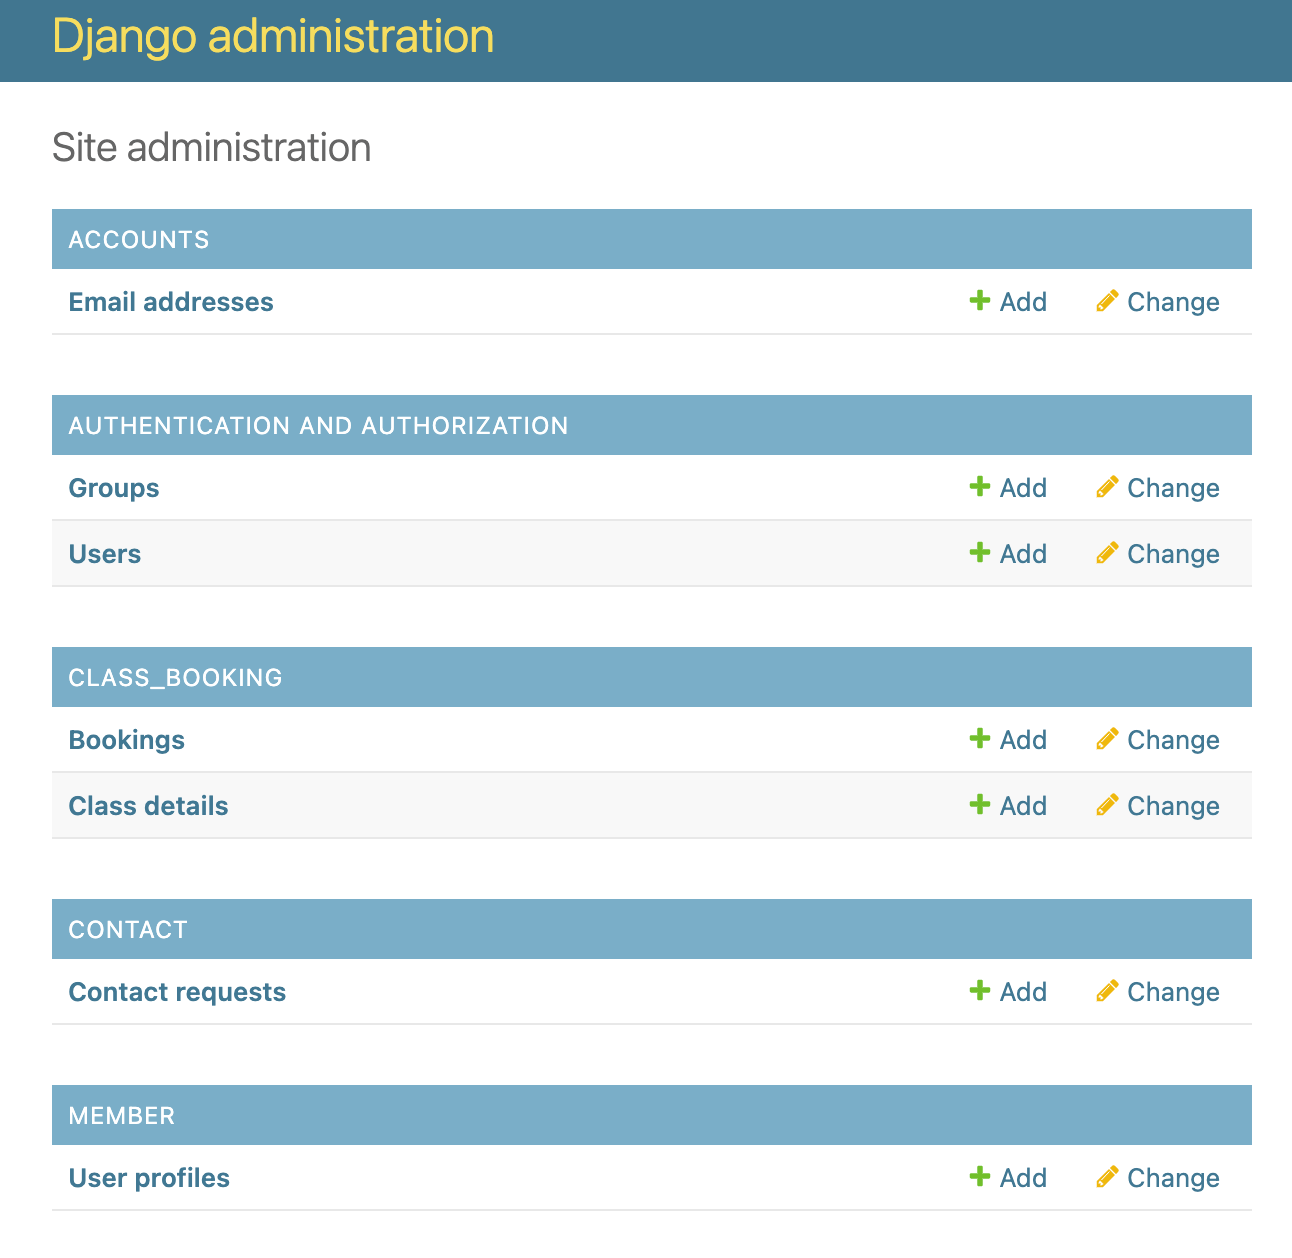 Django administration
Site administration
ACCOUNTS
Email addresses Add Change
AUTHENTICATION AND AUTHORIZATION
Groups Add Change
Users Add Change
CLASS_BOOKING
Bookings Add Change
Class details Add Change
CONTACT
Contact requests Add Change
MEMBER
User profiles Add Change